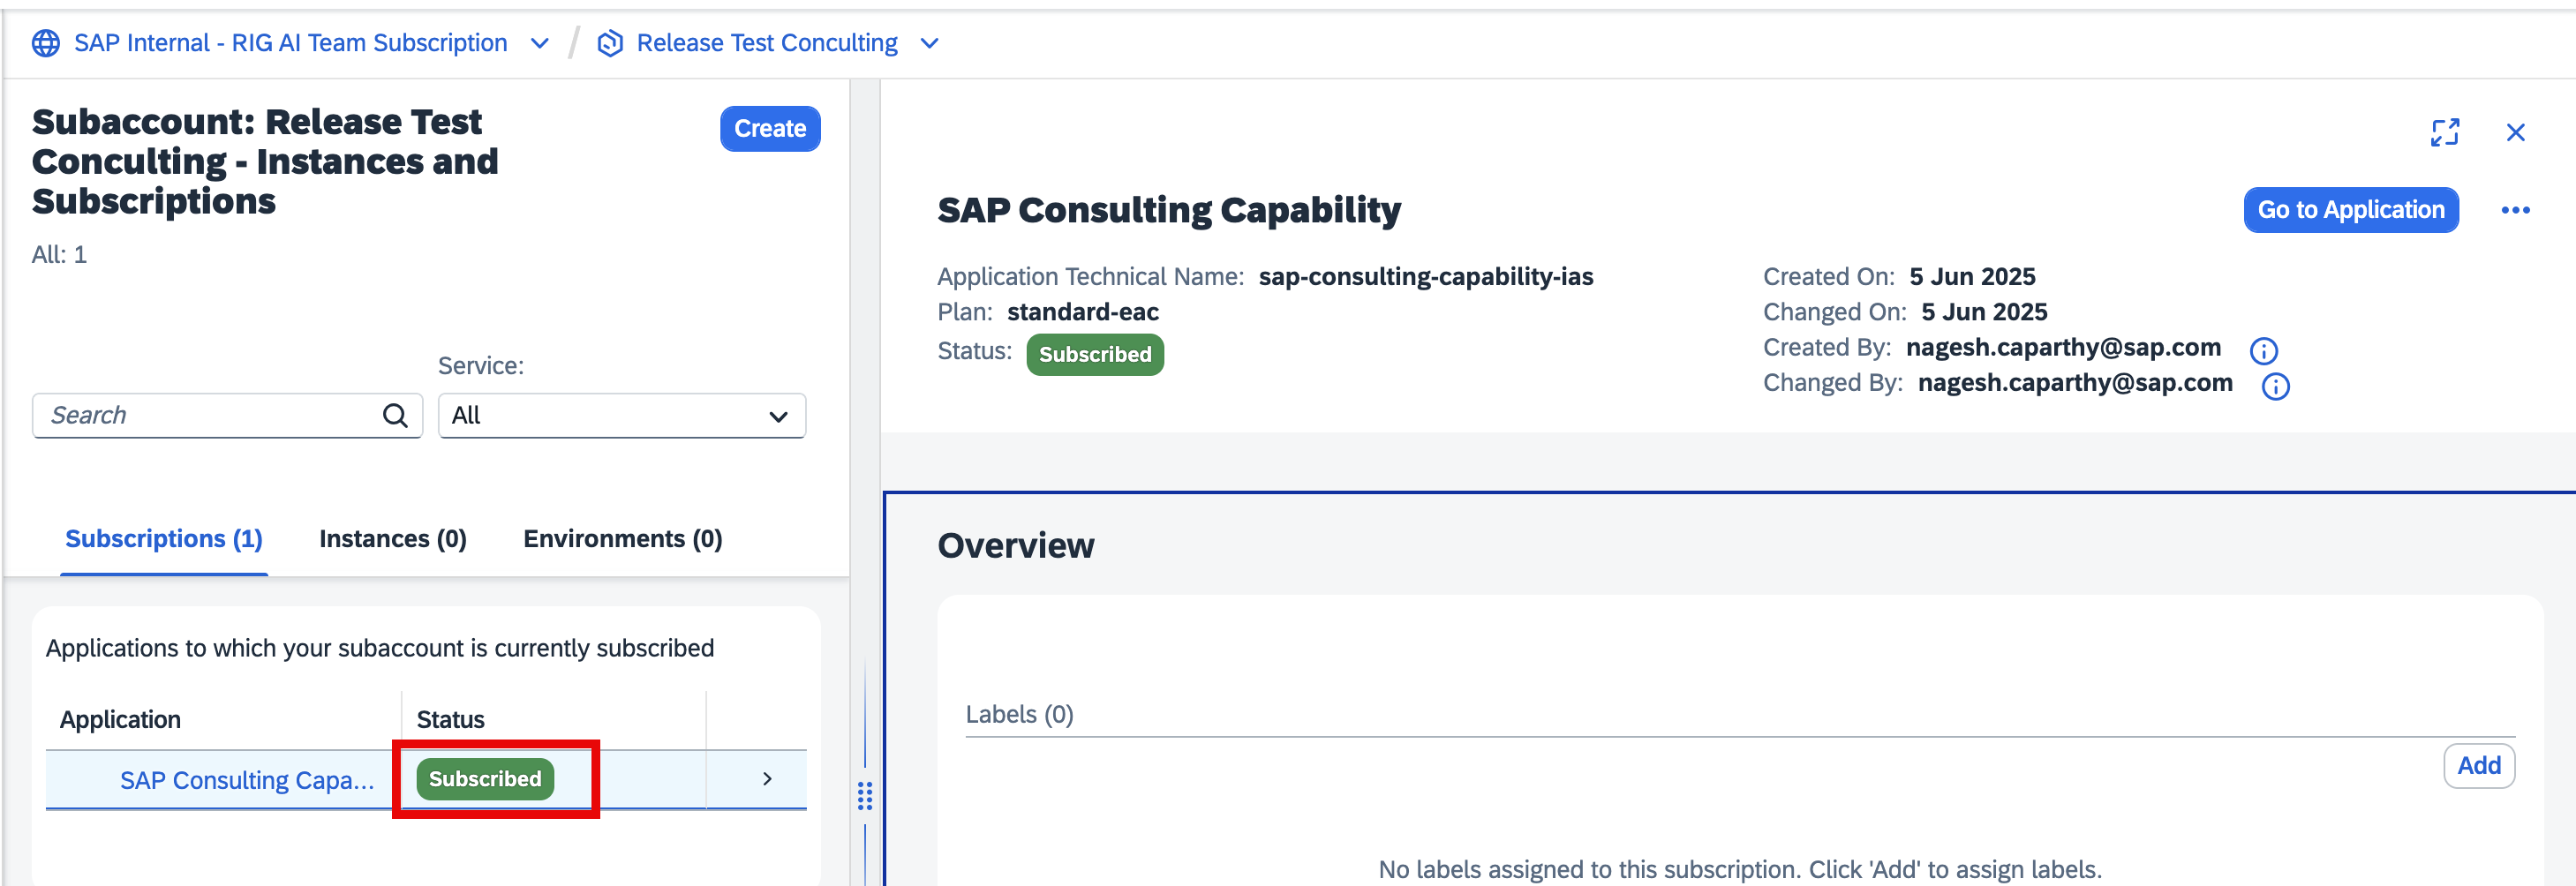 SAP Internal - RIG AI Team Subscription / Release Test Conculting
Subaccount: Release Test
Conculting - Instances and
Subscriptions
Create
All: 1
Service:
Search
All
Subscriptions (1) Instances (0) Environments (0)
Applications to which your subaccount is currently subscribed
Application Status
SAP Consulting Capa... Subscribed
SAP Consulting Capability
Go to Application
Application Technical Name: sap-consulting-capability-ias
Plan: standard-eac
Status: Subscribed
Created On: 5 Jun 2025
Changed On: 5 Jun 2025
Created By: nagesh.caparthy@sap.com
Changed By: nagesh.caparthy@sap.com
Overview
Labels (0)
Add
No labels assigned to this subscription. Click 'Add' to assign labels.